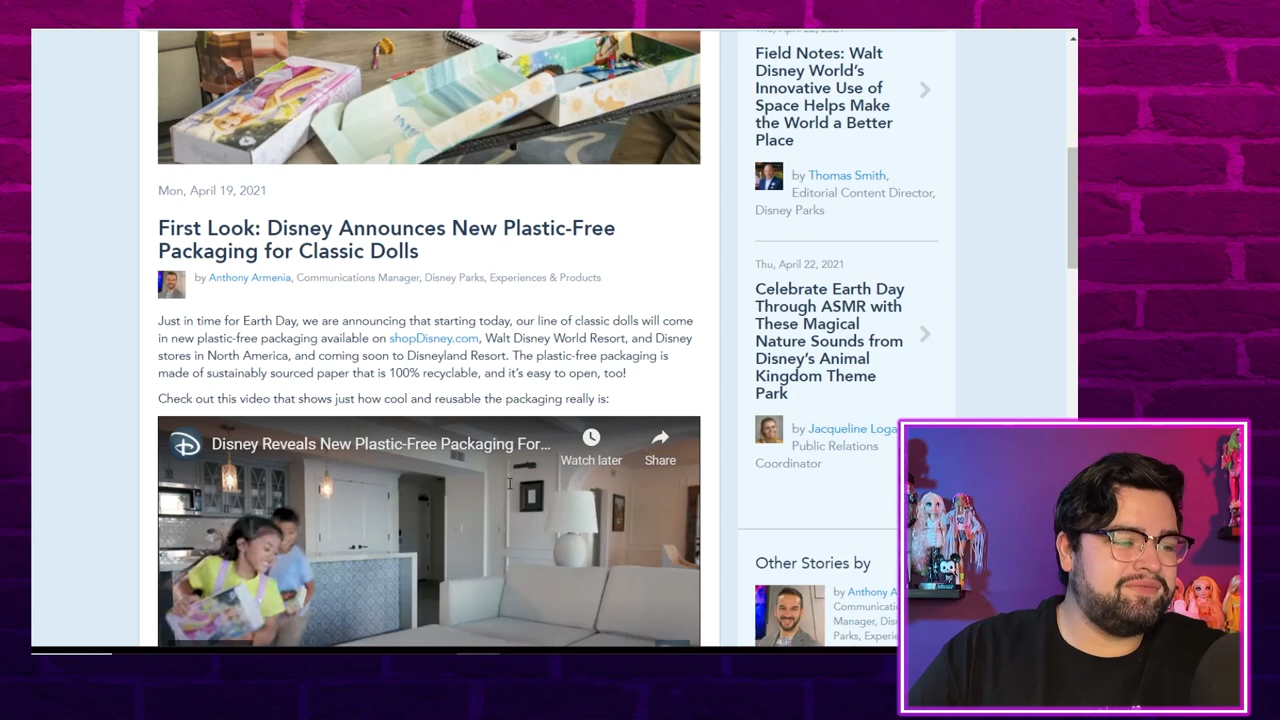 Mon, April 19, 2021
First Look: Disney Announces New Plastic-Free
Packaging for Classic Dolls
by Anthony Armenia, Communications Manager, Disney Parks, Experiences & Products
Just in time for Earth Day, we are announcing that starting today, our line of classic dolls will come
in new plastic-free packaging available on shopDisney.com, Walt Disney World Resort, and Disney
stores in North America, and coming soon to Disneyland Resort. The plastic-free packaging is
made of sustainably sourced paper that is 100% recyclable, and it's easy to open, too!
Check out this video that shows just how cool and reusable the packaging really is:
Disney Reveals New Plastic-Free Packaging For...
Watch later
Share
Thu, April 22, 2021
Field Notes: Walt
Disney World's
Innovative Use of
Space Helps Make
the World a Better
Place
by Thomas Smith,
Editorial Content Director,
Disney Parks
Thu, April 22, 2021
Celebrate Earth Day
Through ASMR with
These Magical
Nature Sounds from
Disney's Animal
Kingdom Theme
Park
by Jacqueline Loga
Public Relations
Coordinator
Other Stories by
by Anthony A
Communicati
Manager, Disn
Parks, Experie